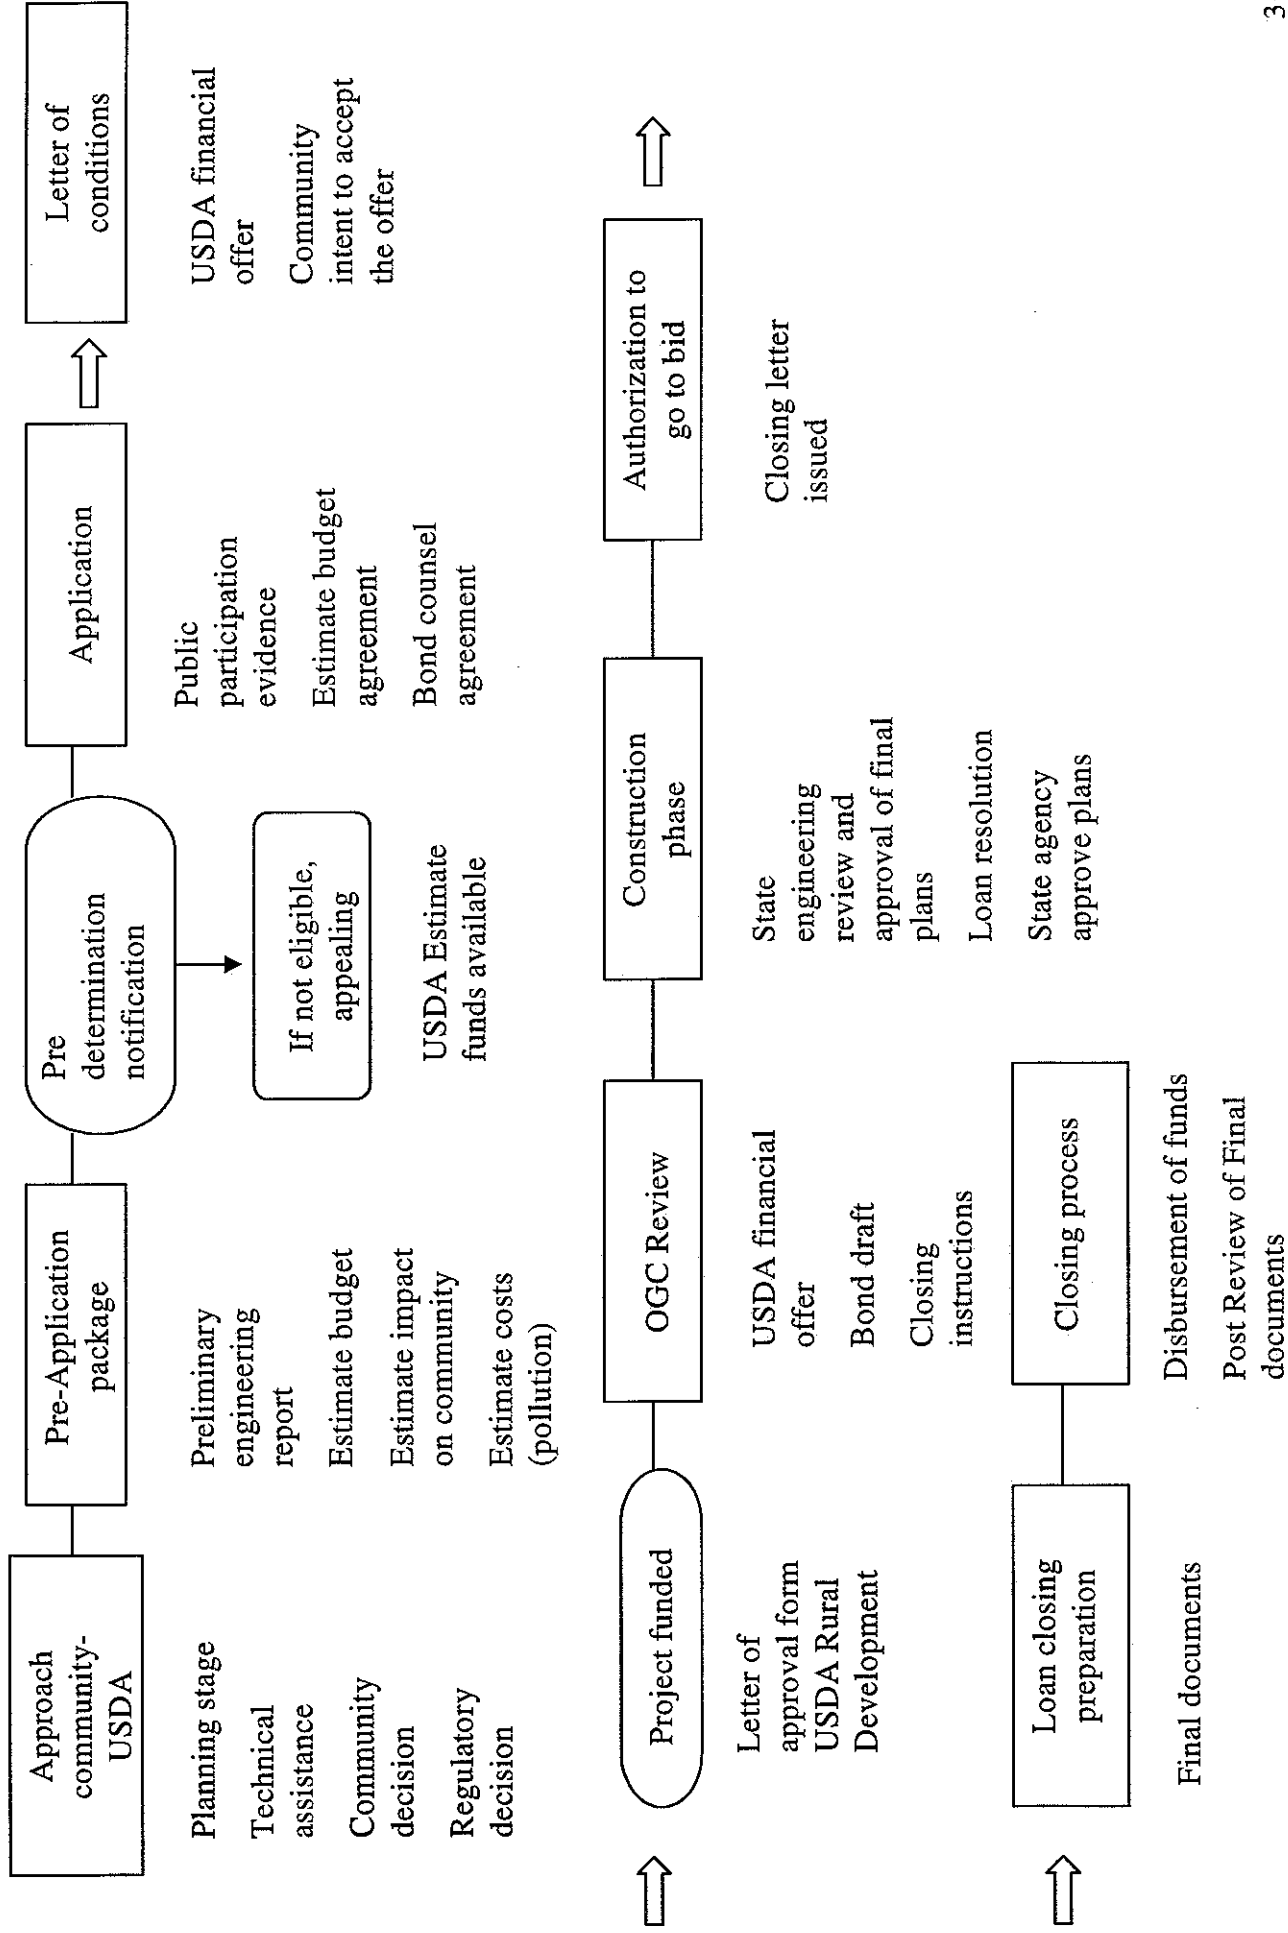 Approach
community-
USDA
Planning stage
Technical
assistance
Community
decision
Regulatory
decision
Pre-Application
package
Preliminary
engineering
report
Estimate budget
Estimate impact
on community
Estimate costs
(pollution)
Pre
determination
notification
If not eligible,
appealing
USDA Estimate
funds available
Application
Public
participation
evidence
Estimate budget
agreement
Bond counsel
agreement
Letter of
conditions
USDA financial
offer
Community
intent to accept
the offer
Project funded
Letter of
approval form
USDA Rural
Development
OGC Review
USDA financial
offer
Bond draft
Closing
instructions
Construction
phase
State
engineering
review and
approval of final
plans
Loan resolution
State agency
approve plans
Authorization to
go to bid
Closing letter
issued
Loan closing
preparation
Final documents
Closing process
Disbursement of funds
Post Review of Final
documents
3